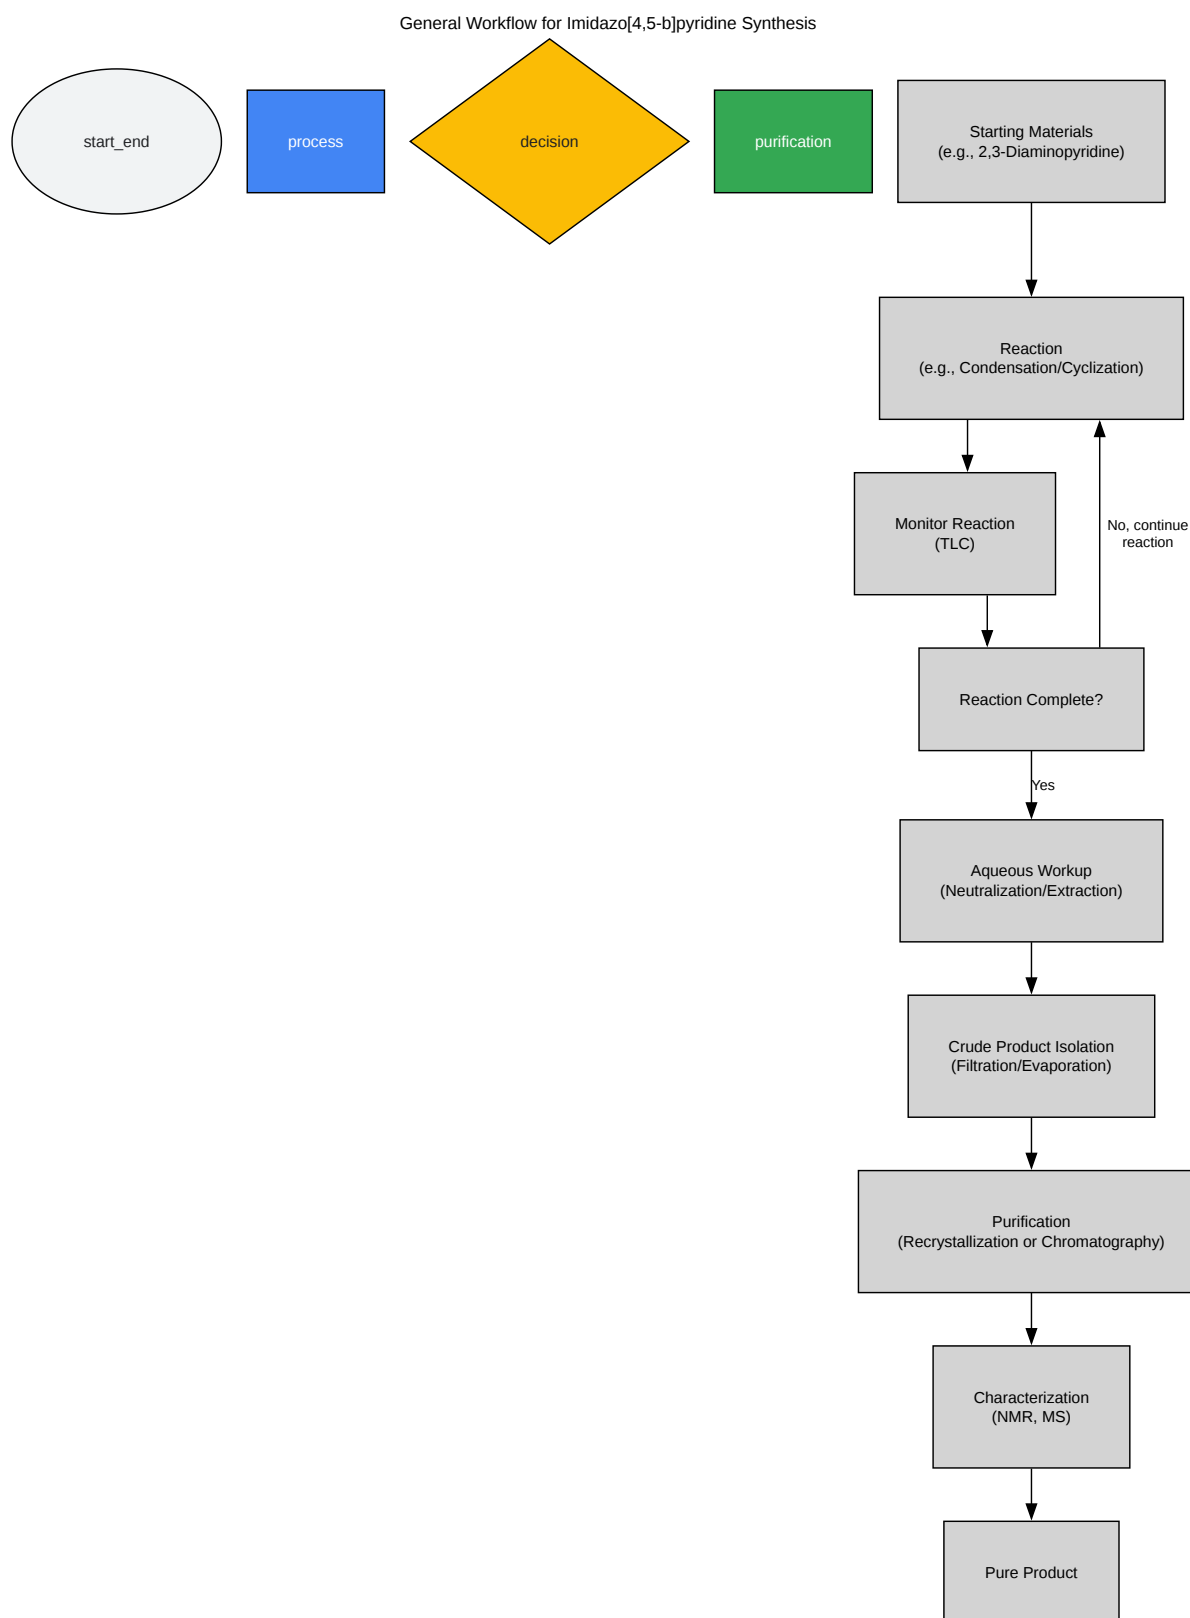 General Workflow for Imidazo[4,5-b]pyridine Synthesis
start_end
process
decision
purification
Starting Materials
(e.g., 2,3-Diaminopyridine)
Reaction
(e.g., Condensation/Cyclization)
Monitor Reaction
(TLC)
No, continue
reaction
Reaction Complete?
Yes
Aqueous Workup
(Neutralization/Extraction)
Crude Product Isolation
(Filtration/Evaporation)
Purification
(Recrystallization or Chromatography)
Characterization
(NMR, MS)
Pure Product